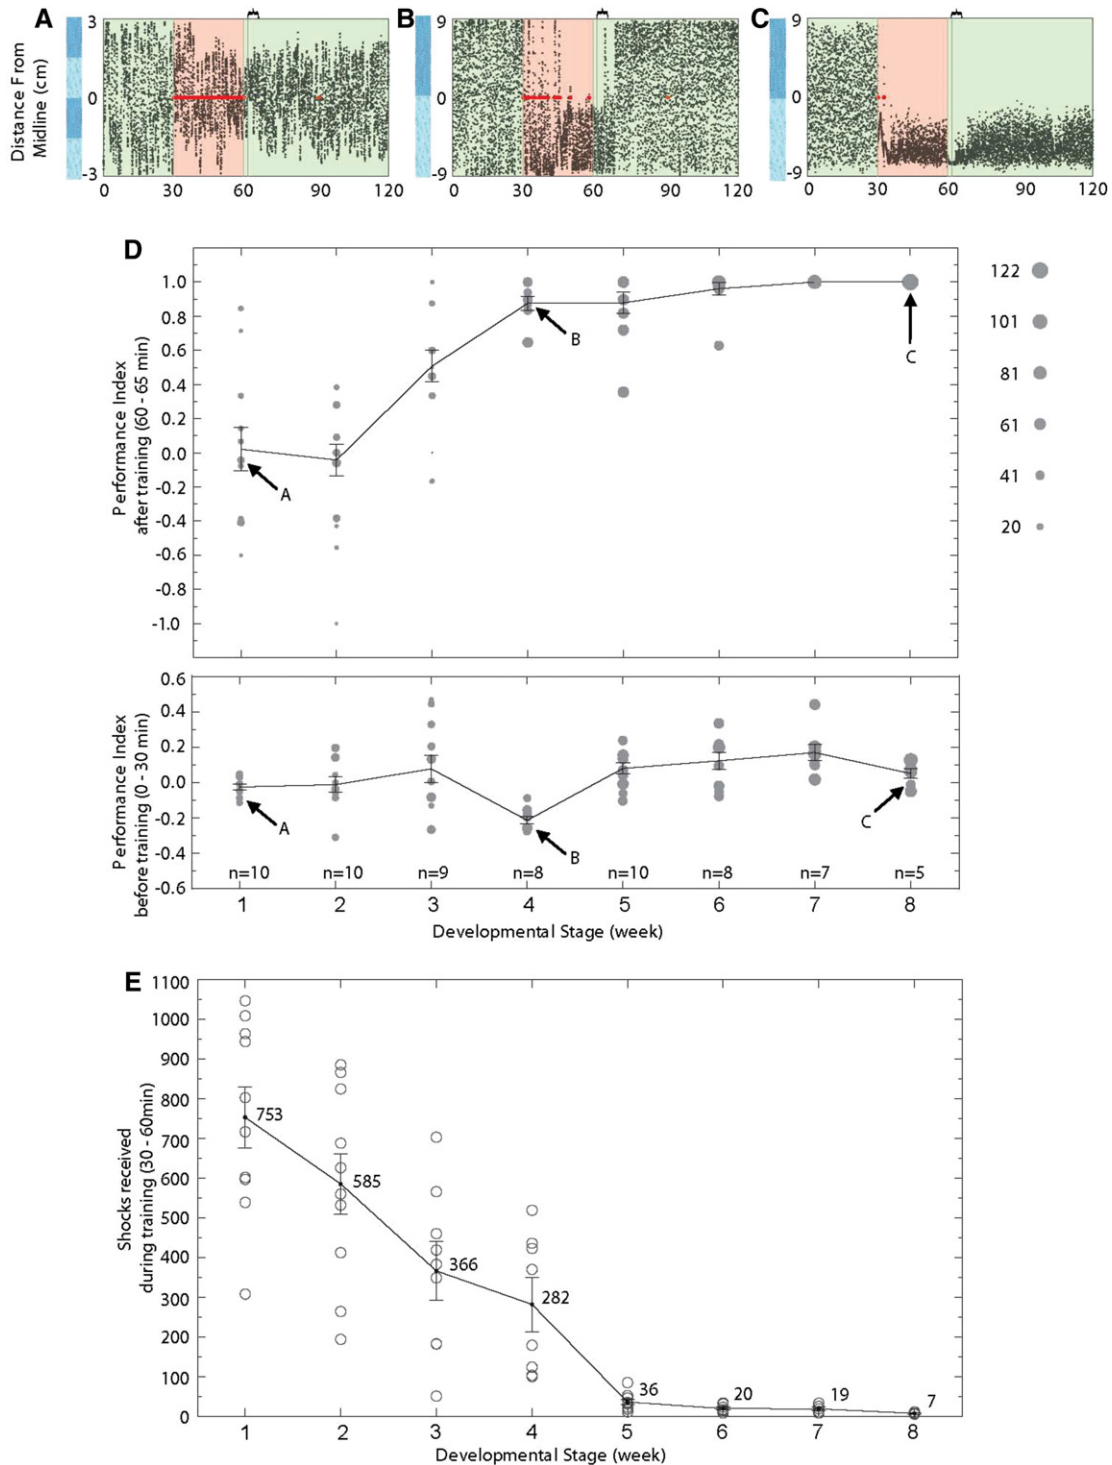 A
B
C
Distance From
Midline (cm)
3
0
-3
0 30 60 90 120
9
0
-9
0 30 60 90 120
9
0
-9
0 30 60 90 120
D
Performance Index
after training (60 - 65 min)
1.0
0.8
0.6
0.4
0.2
0.0
-0.2
-0.4
-0.6
-0.8
-1.0
A
B
C
122
101
81
61
41
20
Performance Index
before training (0 - 30 min)
0.6
0.4
0.2
0.0
-0.2
-0.4
-0.6
A
B
C
n=10 n=10 n=9 n=8 n=10 n=8 n=7 n=5
1 2 3 4 5 6 7 8
Developmental Stage (week)
E
Shocks received
during training (30 - 60min)
1100
1000
900
800
700
600
500
400
300
200
100
0
753
585
366
282
36
20
19
7
1 2 3 4 5 6 7 8
Developmental Stage (week)